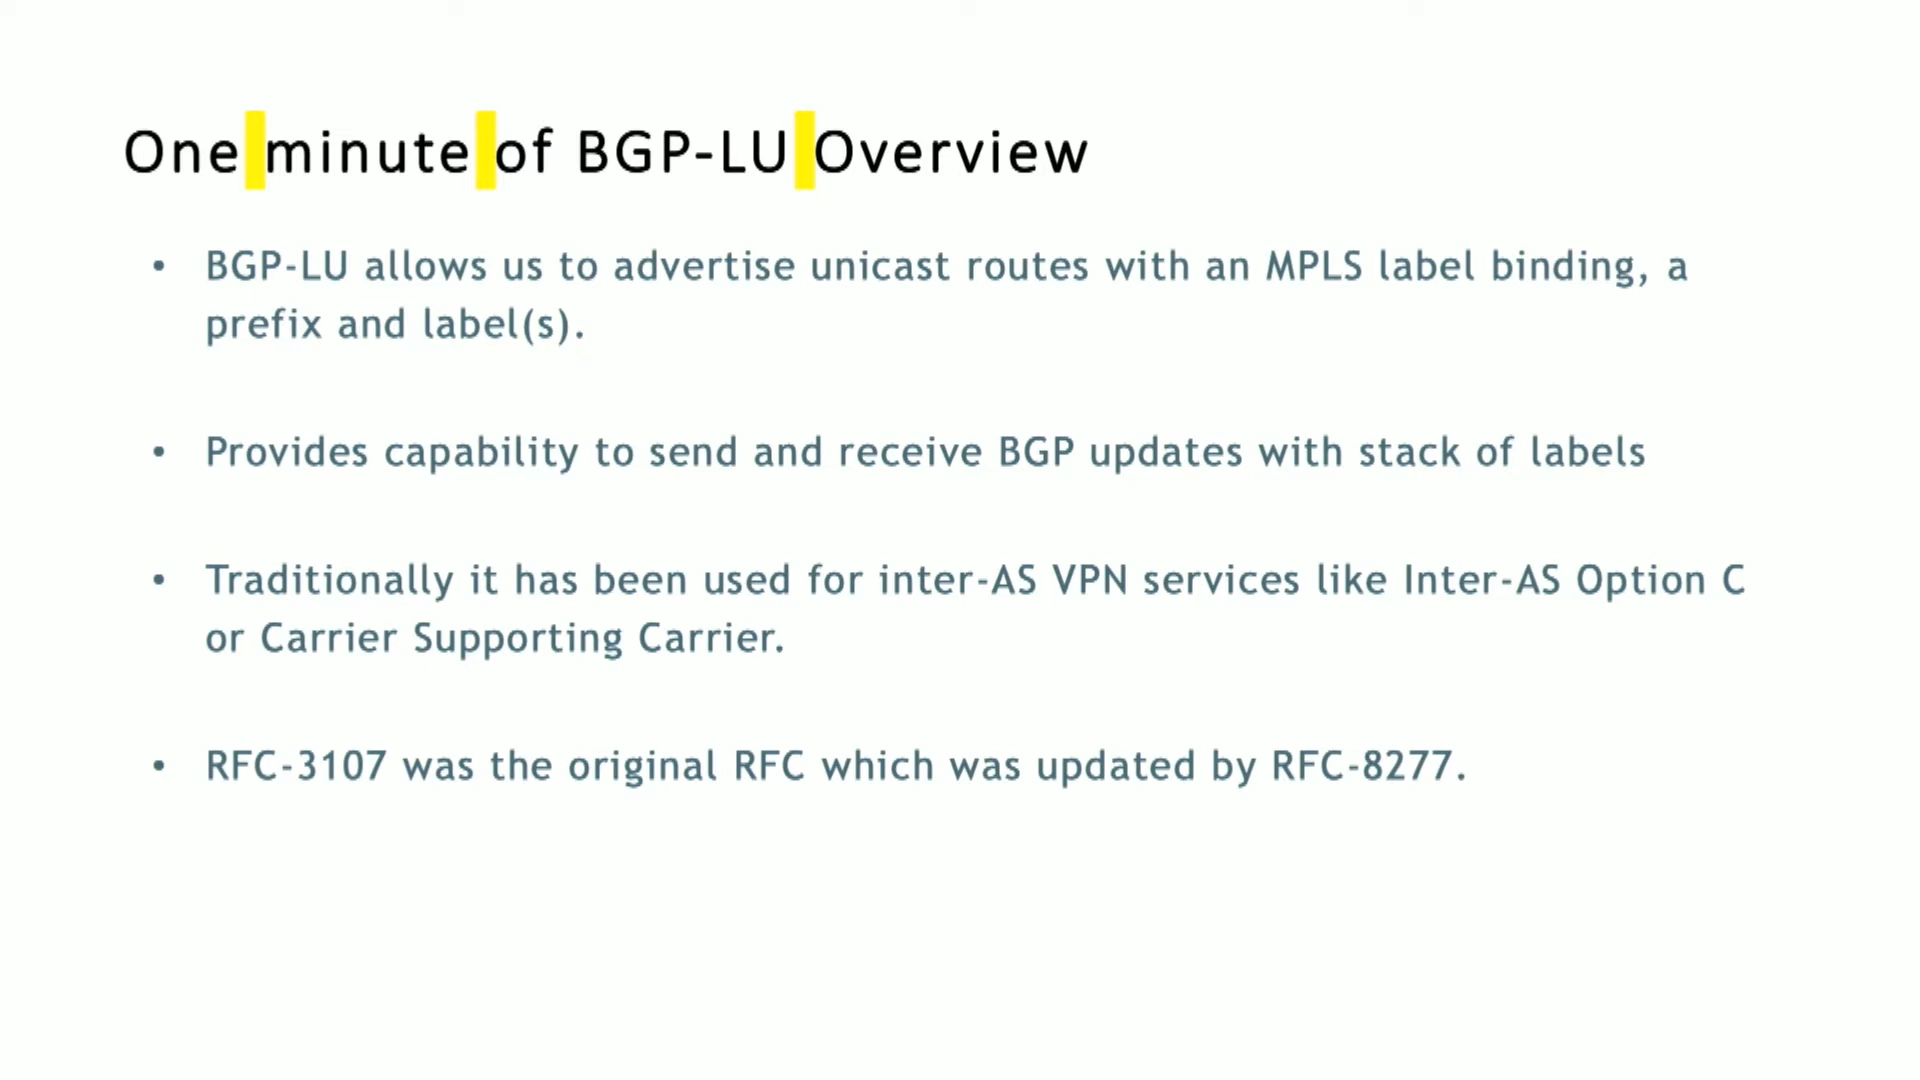 One minute of BGP-LU Overview
• BGP-LU allows us to advertise unicast routes with an MPLS label binding, a
prefix and label(s).
• Provides capability to send and receive BGP updates with stack of labels
• Traditionally it has been used for inter-AS VPN services like Inter-AS Option C
or Carrier Supporting Carrier.
• RFC-3107 was the original RFC which was updated by RFC-8277.